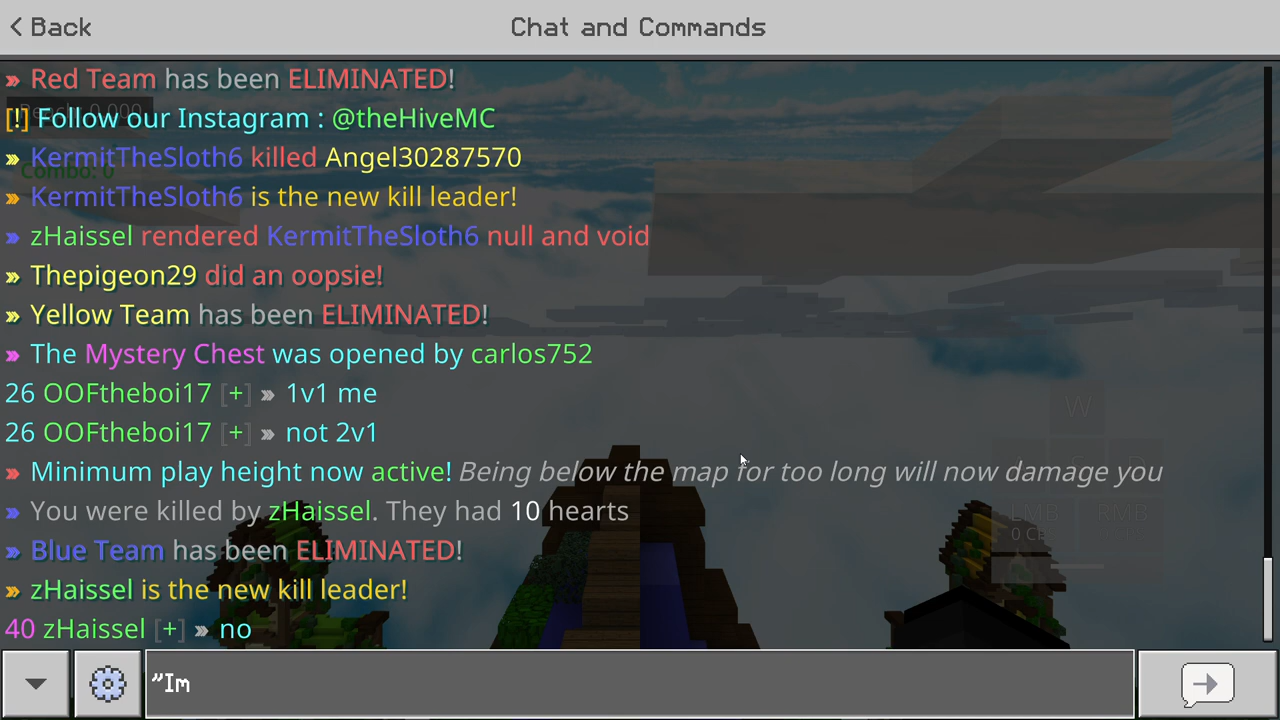 Back
Chat and Commands
» Red Team has been ELIMINATED!
[!] Follow our Instagram : @theHiveMC
» KermitTheSloth6 killed Angel30287570
Combo: 0
» KermitTheSloth6 is the new kill leader!
» zHaissel rendered KermitTheSloth6 null and void
» Thepigeon29 did an oopsie!
» Yellow Team has been ELIMINATED!
» The Mystery Chest was opened by carlos752
26 OOFtheboi17 [+] » 1v1 me
W
26 OOFtheboi17 [+] » not 2v1
» Minimum play height now active! Being below the map for too long will now damage you
» You were killed by zHaissel. They had 10 hearts
LMB RMB
» Blue Team has been ELIMINATED!
» zHaissel is the new kill leader!
40 zHaissel [+] » no
"Im